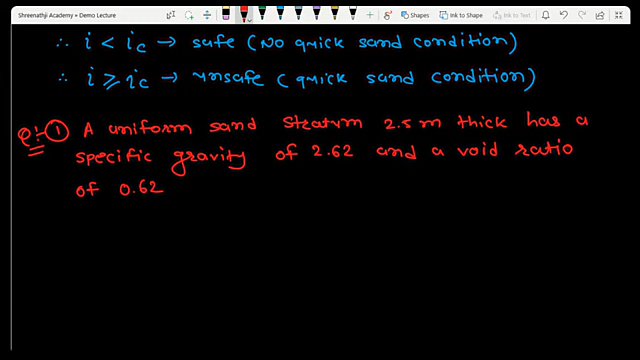 Shreenathji Academy • Demo Lecture
Shapes
Ink to Shape
Ink to Text
∴ i < ic → safe (No quick sand condition)
∴ i ≥ ic → unsafe (quick sand condition)
Q:- ① A uniform sand stratum 2.5 m thick has a
specific gravity of 2.62 and a void ratio
of 0.62